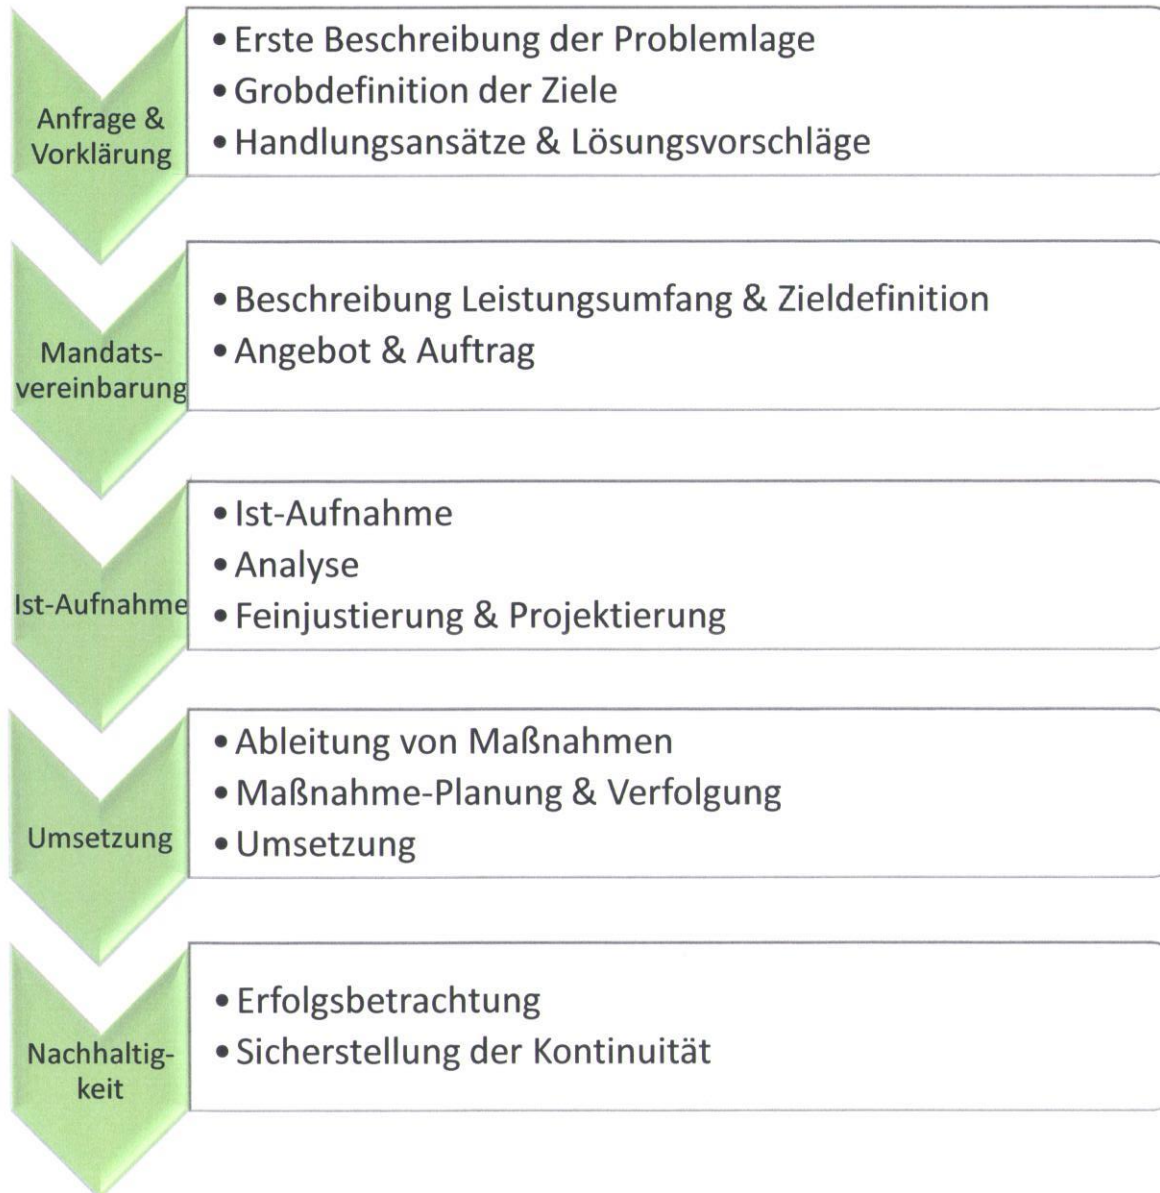 Anfrage &
Vorklärung
• Erste Beschreibung der Problemlage
• Grobdefinition der Ziele
• Handlungsansätze & Lösungsvorschläge
Mandats-
vereinbarung
• Beschreibung Leistungsumfang & Zieldefinition
• Angebot & Auftrag
Ist-Aufnahme
• Ist-Aufnahme
• Analyse
• Feinjustierung & Projektierung
Umsetzung
• Ableitung von Maßnahmen
• Maßnahme-Planung & Verfolgung
• Umsetzung
Nachhaltig-
keit
• Erfolgsbetrachtung
• Sicherstellung der Kontinuität